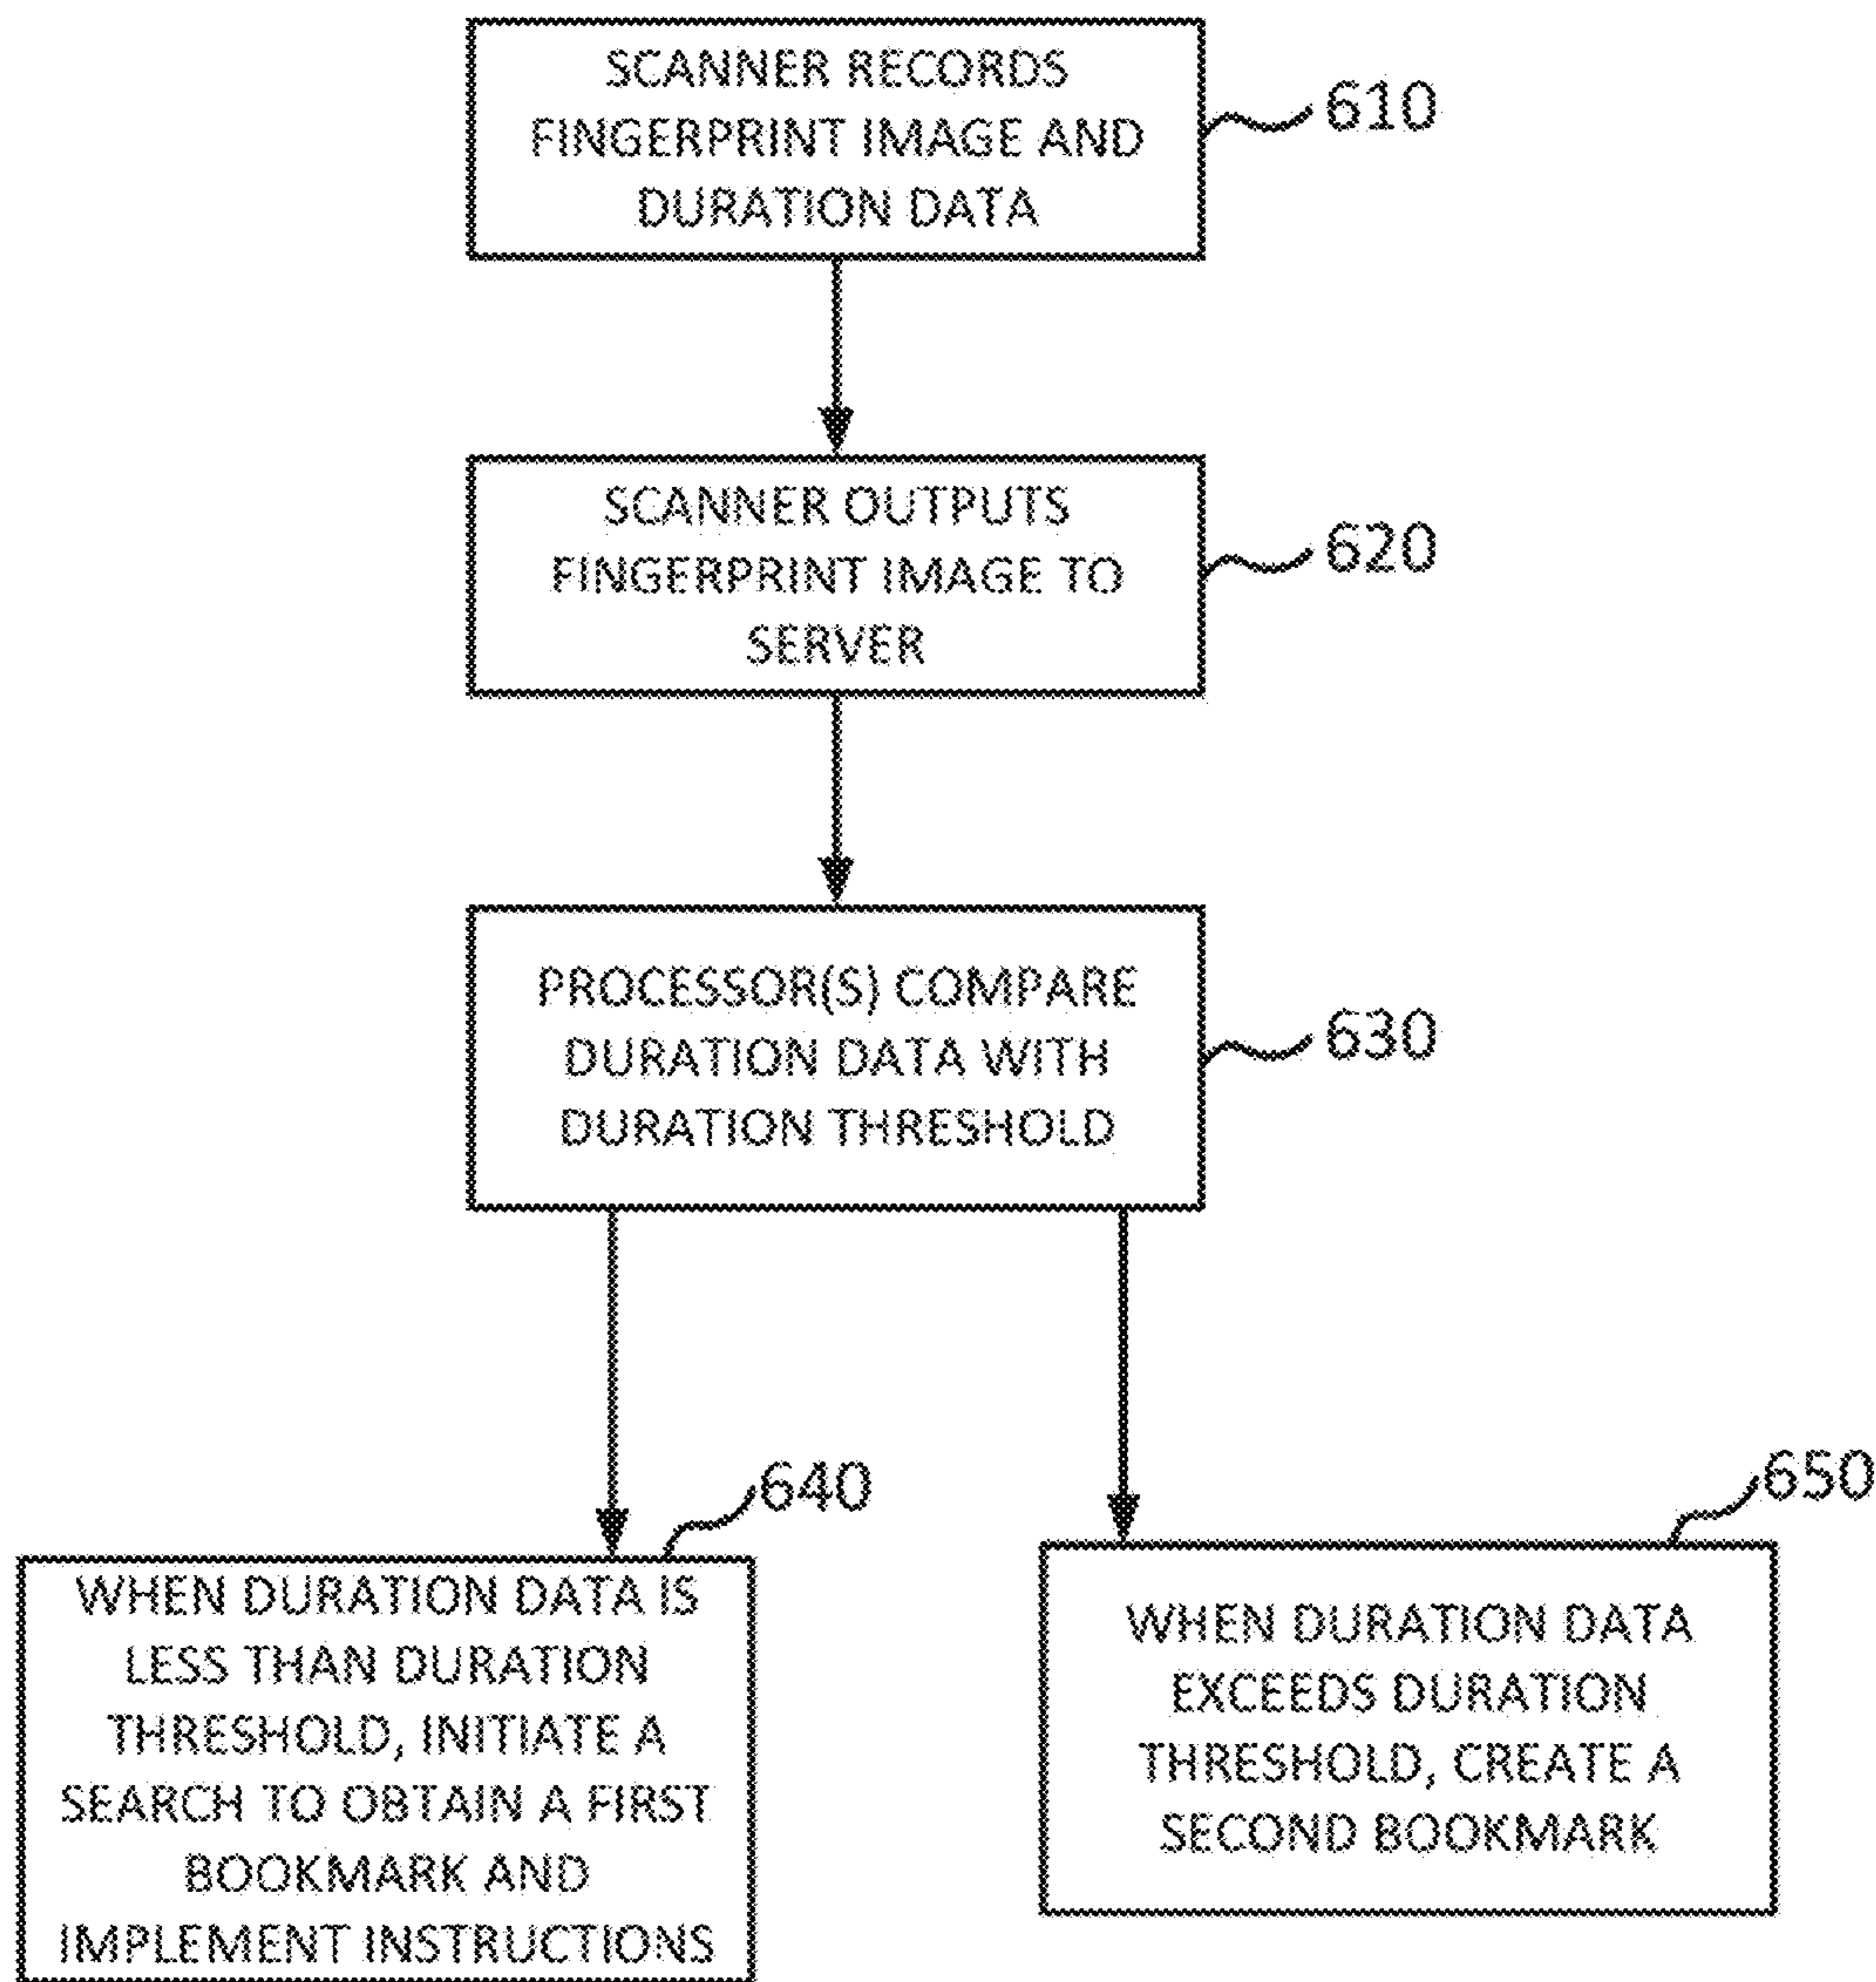 SCANNER RECORDS
FINGERPRINT IMAGE AND
DURATION DATA
610
SCANNER OUTPUTS
FINGERPRINT IMAGE TO
SERVER
620
PROCESSOR(S) COMPARE
DURATION DATA WITH
DURATION THRESHOLD
630
640
WHEN DURATION DATA IS
LESS THAN DURATION
THRESHOLD, INITIATE A
SEARCH TO OBTAIN A FIRST
BOOKMARK AND
IMPLEMENT INSTRUCTIONS
650
WHEN DURATION DATA
EXCEEDS DURATION
THRESHOLD, CREATE A
SECOND BOOKMARK